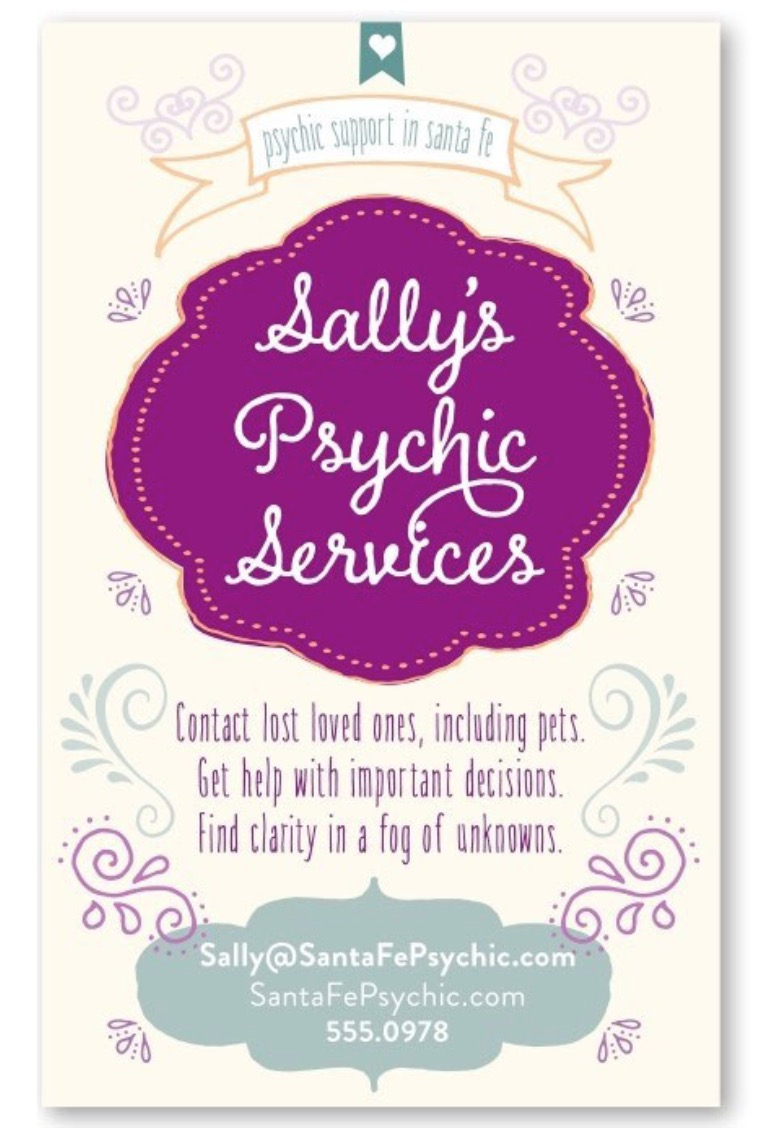 psychic support in santa fe
Sally's
Psychic
Services
Contact lost loved ones, including pets.
Get help with important decisions.
Find clarity in a fog of unknowns.
Sally@SantaFePsychic.com
SantaFePsychic.com
555.0978